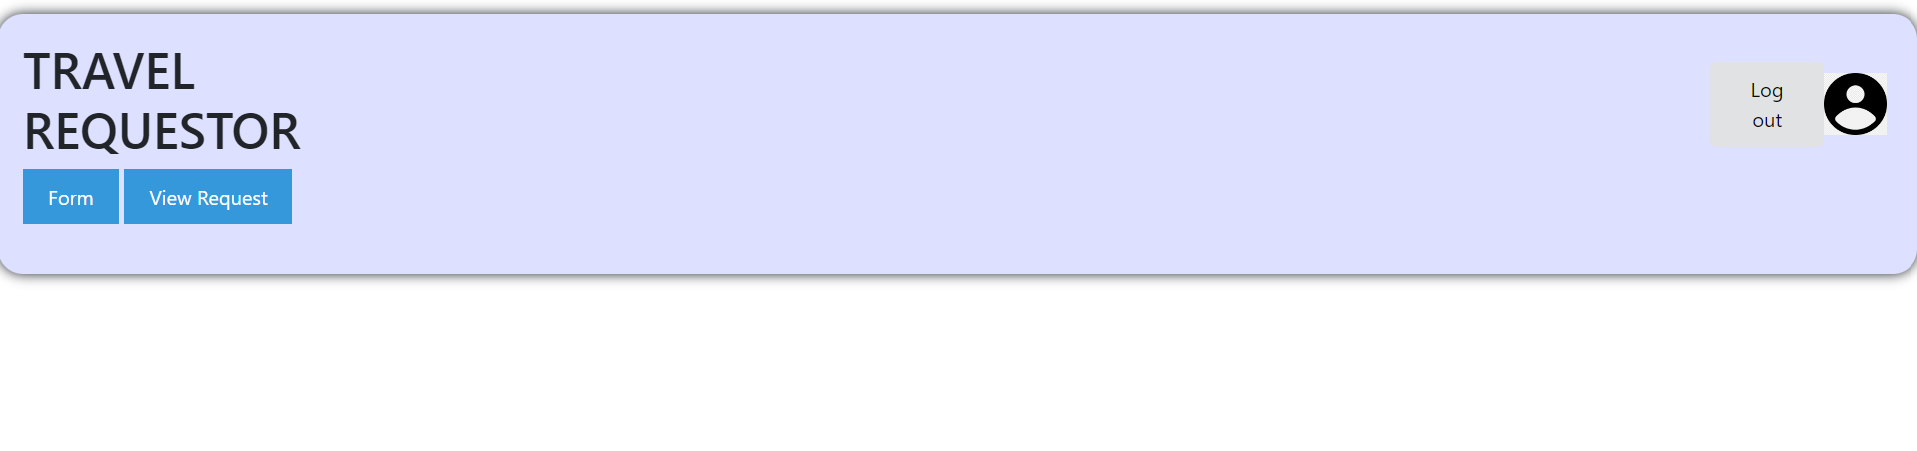 TRAVEL
REQUESTOR
Log
out
Form
View Request